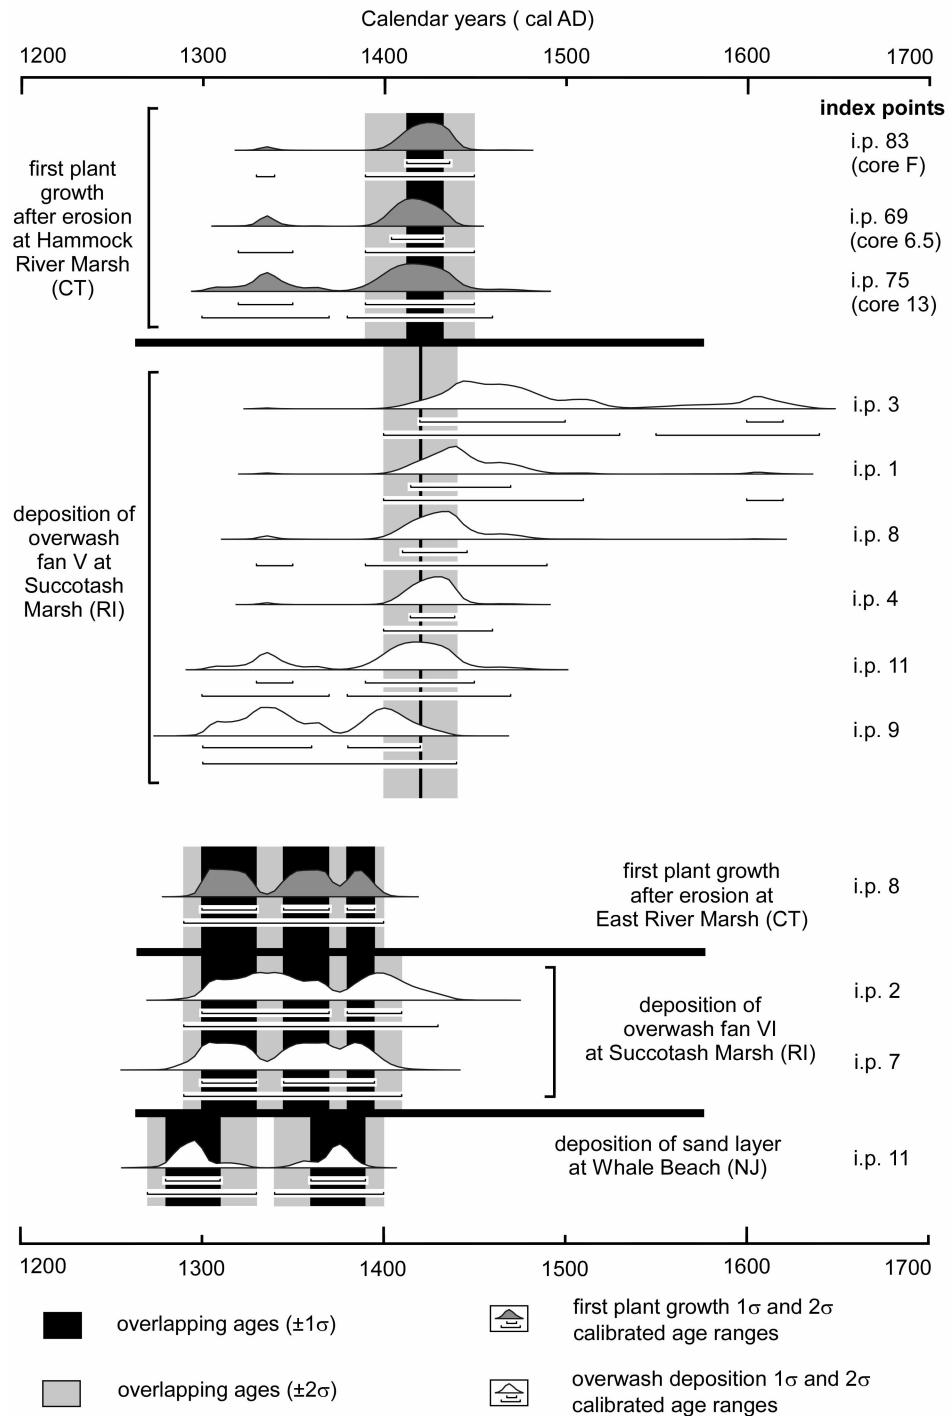 Calendar years ( cal AD)
1200 1300 1400 1500 1600 1700
index points
i.p. 83
(core F)
first plant
growth
after erosion
at Hammock
River Marsh
(CT)
i.p. 69
(core 6.5)
i.p. 75
(core 13)
i.p. 3
i.p. 1
deposition of
overwash
fan V at
Succotash
Marsh (RI)
i.p. 8
i.p. 4
i.p. 11
i.p. 9
first plant growth
after erosion at
East River Marsh (CT)
i.p. 8
deposition of
overwash fan VI
at Succotash Marsh (RI)
i.p. 2
i.p. 7
deposition of sand layer
at Whale Beach (NJ)
i.p. 11
1200 1300 1400 1500 1600 1700
overlapping ages (±1σ)
first plant growth 1σ and 2σ
calibrated age ranges
overlapping ages (±2σ)
overwash deposition 1σ and 2σ
calibrated age ranges